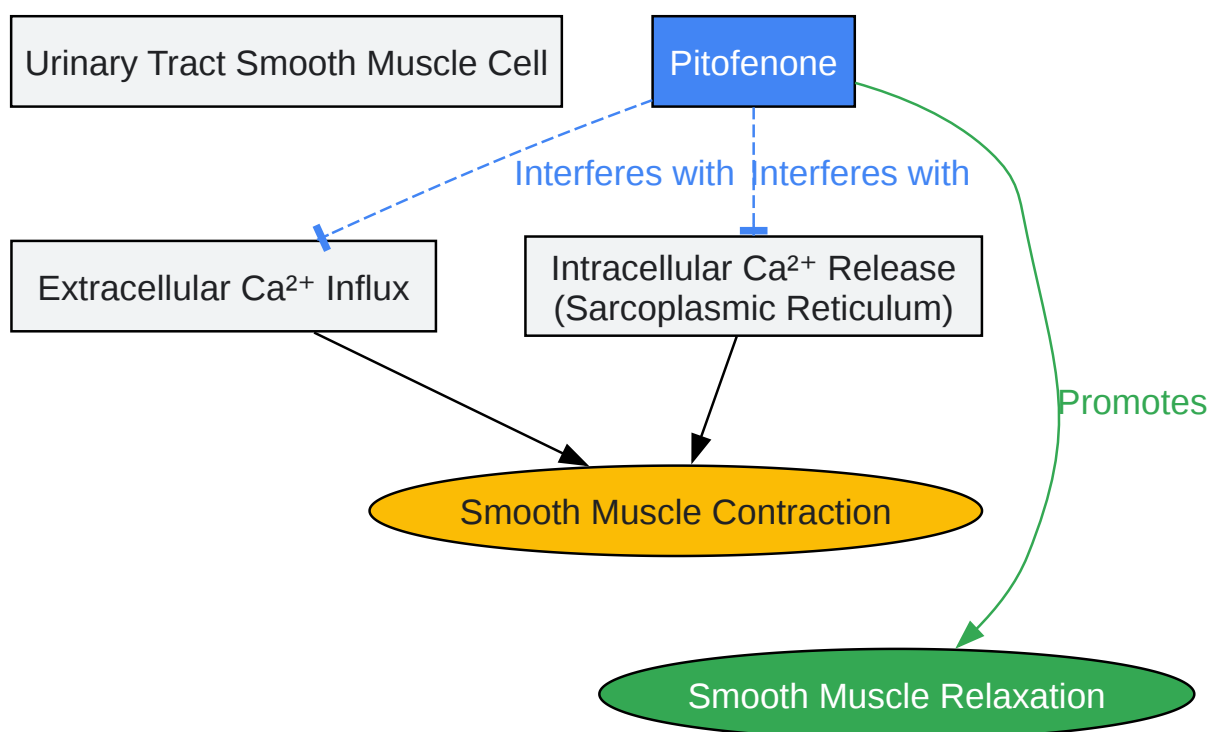 Urinary Tract Smooth Muscle Cell
Pitofenone
Interferes with
Interferes with
Extracellular Ca²⁺ Influx
Intracellular Ca²⁺ Release
(Sarcoplasmic Reticulum)
Promotes
Smooth Muscle Contraction
Smooth Muscle Relaxation